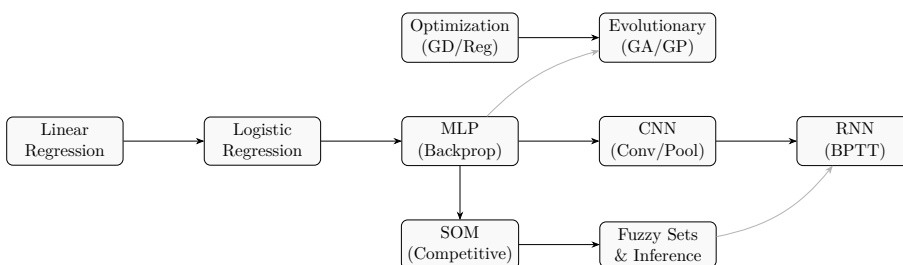 Optimization
(GD/Reg)
Evolutionary
(GA/GP)
Linear
Regression
Logistic
Regression
MLP
(Backprop)
CNN
(Conv/Pool)
RNN
(BPTT)
SOM
(Competitive)
Fuzzy Sets
& Inference